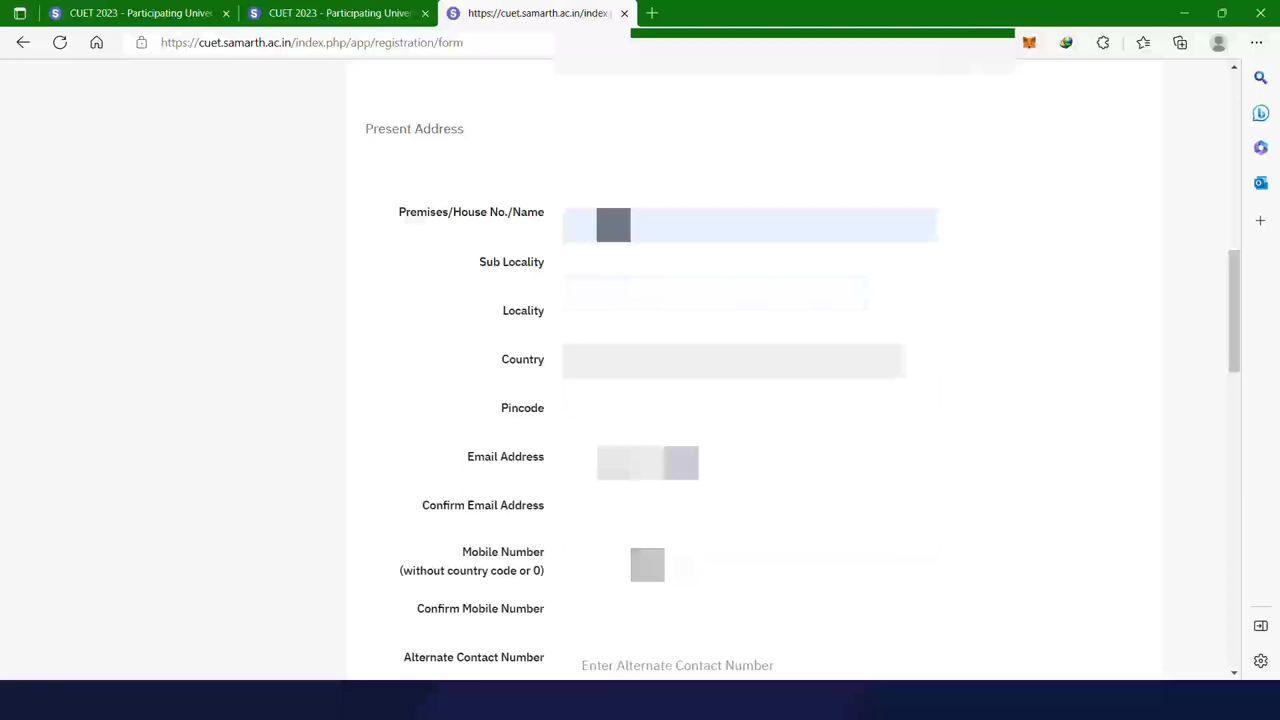 CUET 2023 - Participating Univer
CUET 2023 - Participating Univer
https://cuet.samarth.ac.in/index.p
https://cuet.samarth.ac.in/index.php/app/registration/form
Present Address
Premises/House No./Name
Sub Locality
Locality
Country
Pincode
Email Address
Confirm Email Address
Mobile Number
(without country code or 0)
Confirm Mobile Number
Alternate Contact Number
Enter Alternate Contact Number